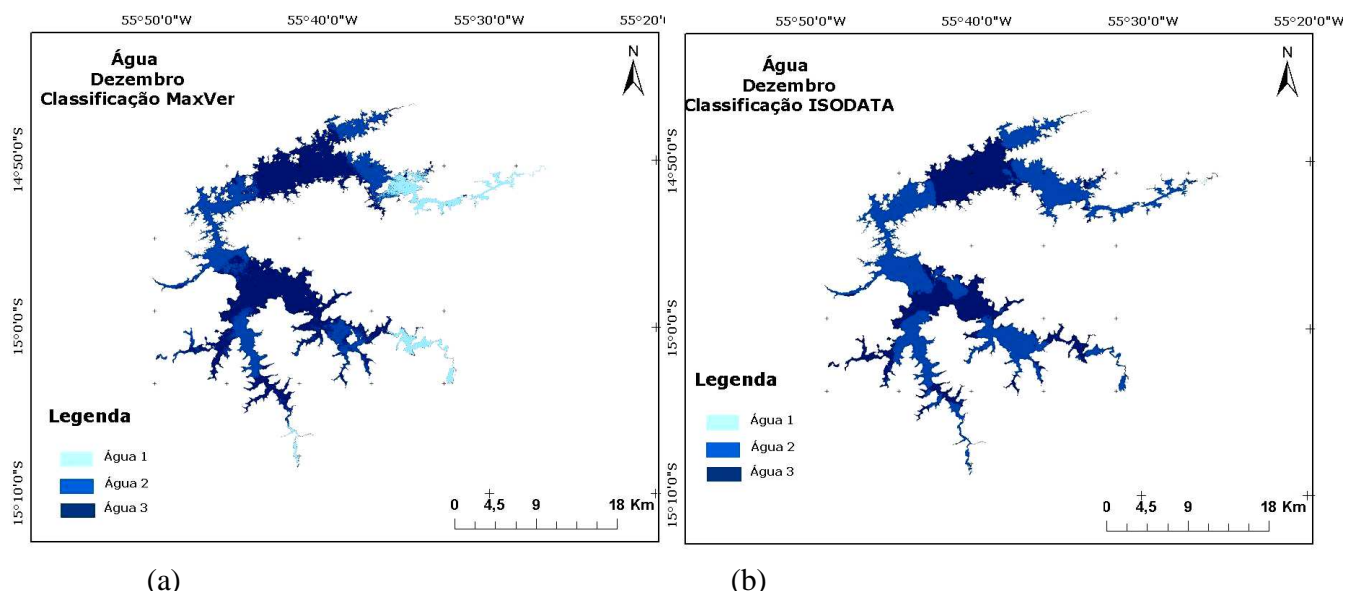 55°50'0"W 55°40'0"W 55°30'0"W 55°20'0"W
14°50'0"S
15°0'0"S
15°10'0"S
Água
Dezembro
Classificação MaxVer
N
Legenda
Água 1
Água 2
Água 3
0 4,5 9 18 Km
(a)
55°50'0"W 55°40'0"W 55°30'0"W 55°20'0"W
14°50'0"S
15°0'0"S
15°10'0"S
Água
Dezembro
Classificação ISODATA
N
Legenda
Água 1
Água 2
Água 3
0 4,5 9 18 Km
(b)